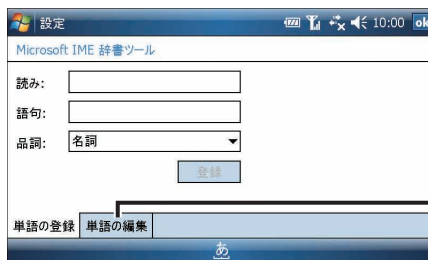 設定 10:00 ok
Microsoft IME 辞書ツール
読み:
語句:
品詞: 名詞
登録
単語の登録 単語の編集
あ